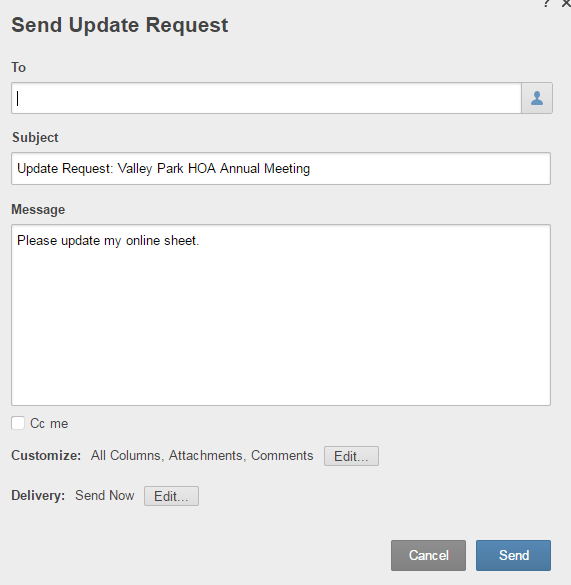 ?
Send Update Request
To
Subject
Update Request: Valley Park HOA Annual Meeting
Message
Please update my online sheet.
Cc me
Customize: All Columns, Attachments, Comments Edit...
Delivery: Send Now Edit...
Cancel Send